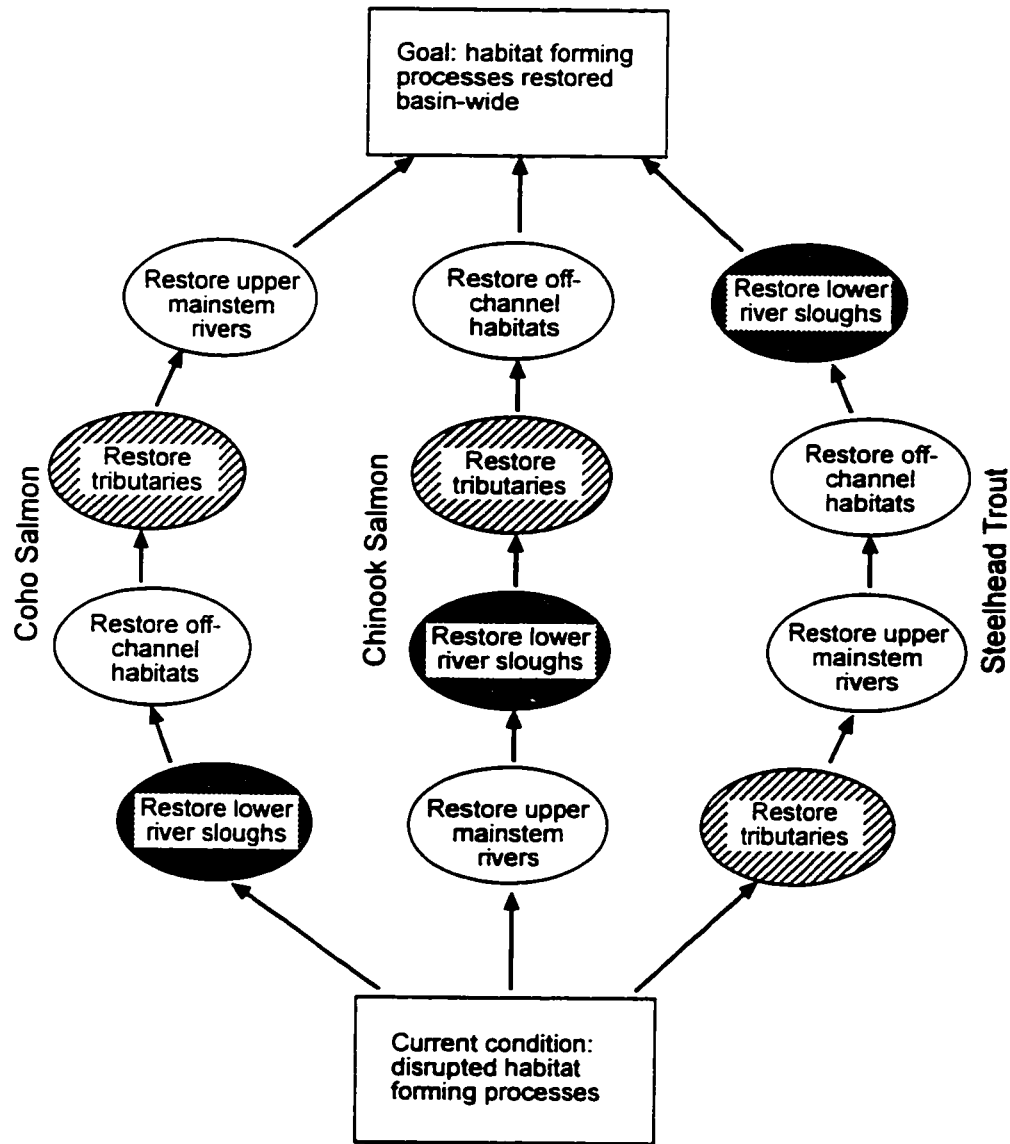 Goal: habitat forming
processes restored
basin-wide
Restore upper
mainstem
rivers
Restore off-
channel
habitats
Restore lower
river sloughs
Coho Salmon
Restore
tributaries
Chinook Salmon
Restore
tributaries
Restore off-
channel
habitats
Steelhead Trout
Restore off-
channel
habitats
Restore lower
river sloughs
Restore upper
mainstem
rivers
Restore lower
river sloughs
Restore upper
mainstem
rivers
Restore
tributaries
Current condition:
disrupted habitat
forming processes